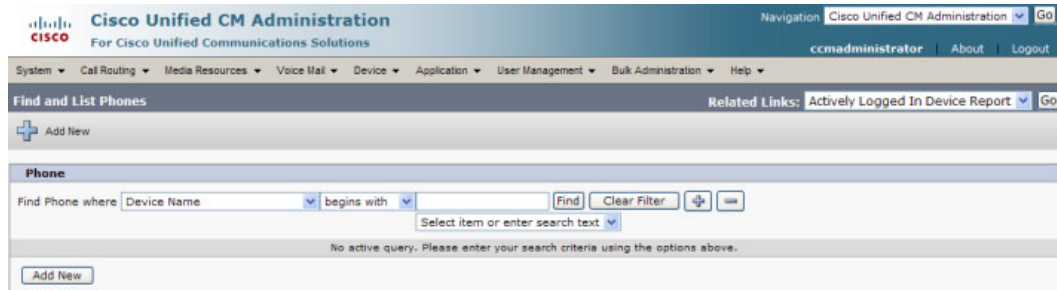 Cisco Unified CM Administration
Navigation Cisco Unified CM Administration Go
CISCO
For Cisco Unified Communications Solutions
ccmadministrator | About | Logout
System Call Routing Media Resources Voice Mail Device Application User Management Bulk Administration Help
Find and List Phones
Related Links: Actively Logged In Device Report Go
Add New
Phone
Find Phone where Device Name begins with Find Clear Filter
Select item or enter search text
No active query. Please enter your search criteria using the options above.
Add New